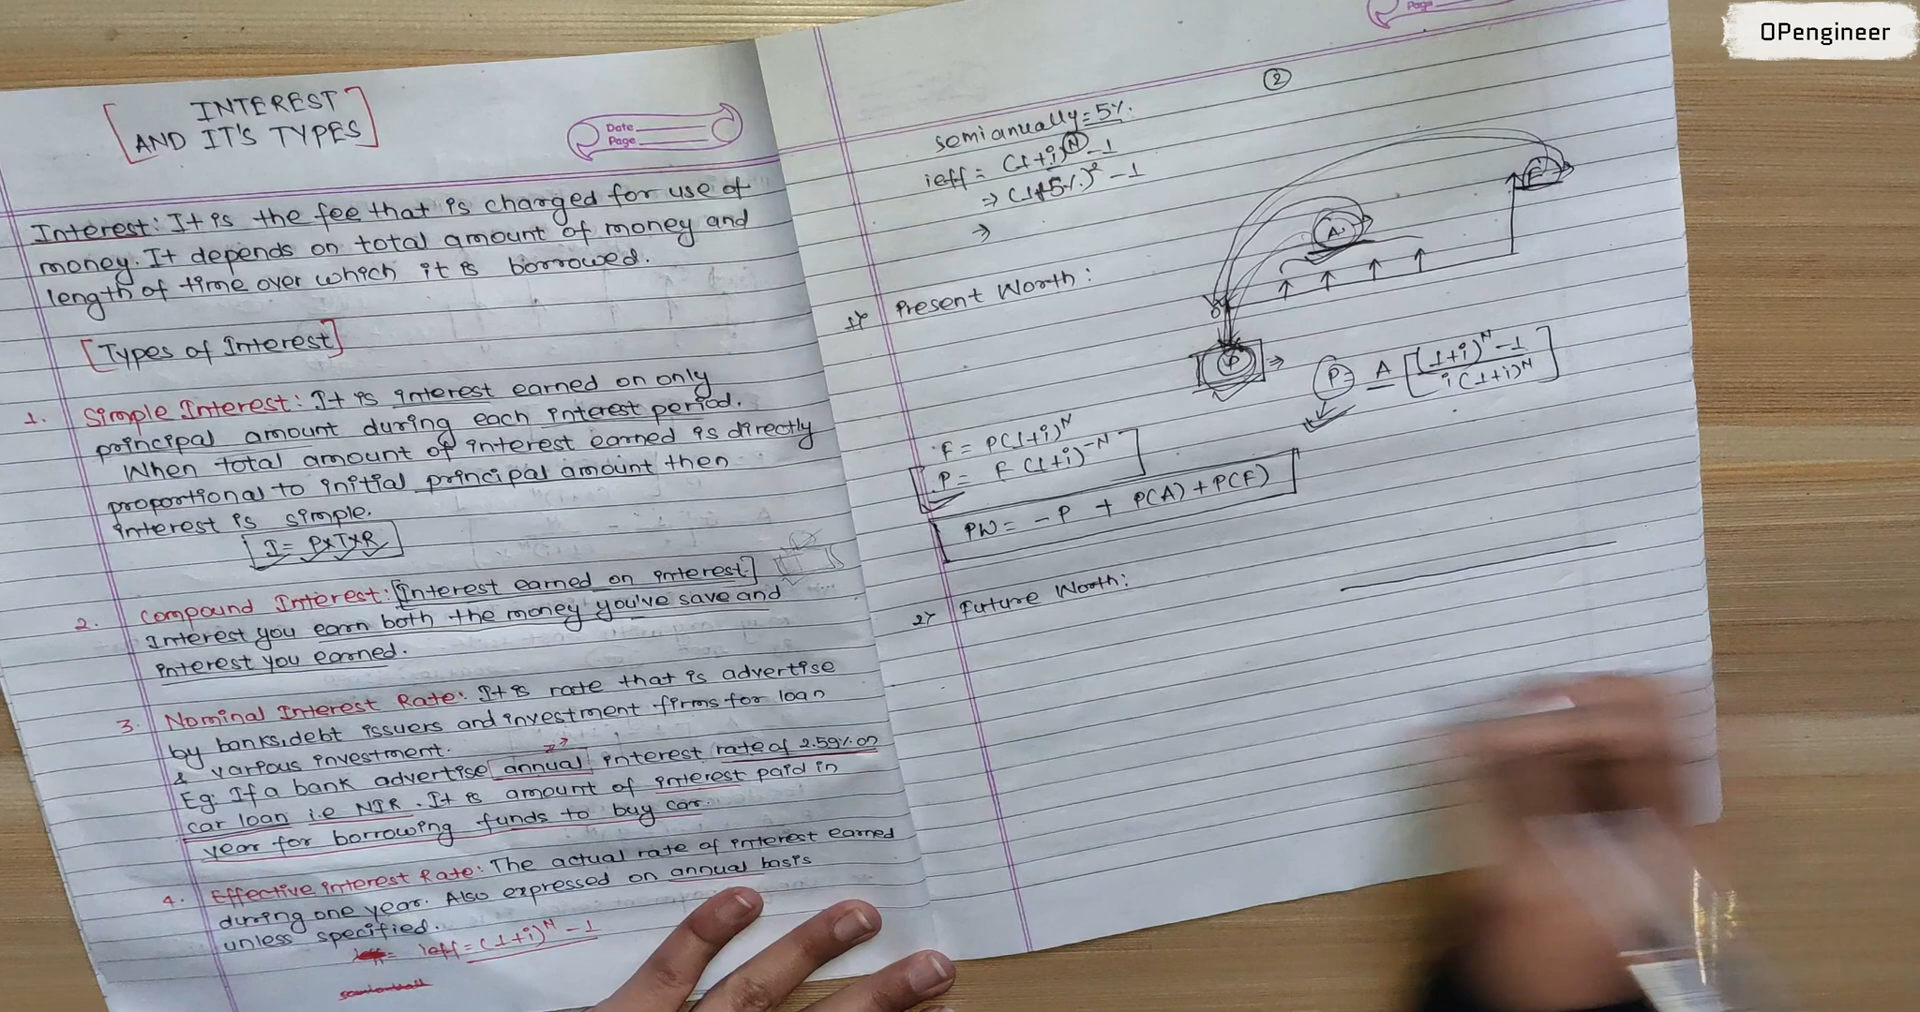 OPengineer
INTEREST
AND IT'S TYPES
Date
Page
Interest: It is the fee that is charged for use of
money. It depends on total amount of money and
length of time over which it is borrowed.
[Types of Interest]
1. Simple Interest: It is interest earned on only
principal amount during each interest period.
When total amount of interest earned is directly
proportional to initial principal amount then
interest is simple.
I = P×T×R
2. Compound Interest: [Interest earned on interest]
Interest you earn both the money you've save and
interest you earned.
3. Nominal Interest Rate: It is rate that is advertise
by banks, debt issuers and investment firms for loan
& various investment.
Eg: If a bank advertise annual interest rate of 2.59% on
car loan i.e NIR. It is amount of interest paid in
year for borrowing funds to buy car.
4. Effective interest Rate: The actual rate of interest earned
during one year. Also expressed on annual basis
unless specified.
ieff = (1+i)^N - 1
Page
2
semianually = 5%.
ieff = (1+i)^N - 1
⇒ (1+5%)² - 1
⇒
1) Present Worth:
A
F
P ⇒
P = A [(1+i)^N - 1 / i(1+i)^N]
F = P(1+i)^N
P = F(1+i)^-N
PW = -P + P(A) + P(F)
2) Future Worth: